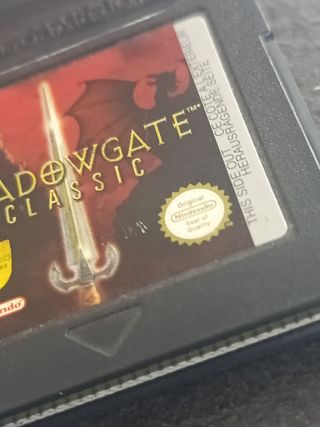 ADOWGATE™
CLASSIC
Original
Nintendo
Seal of
Quality
THIS SIDE OUT
HERAUSRAGENDE SEITE